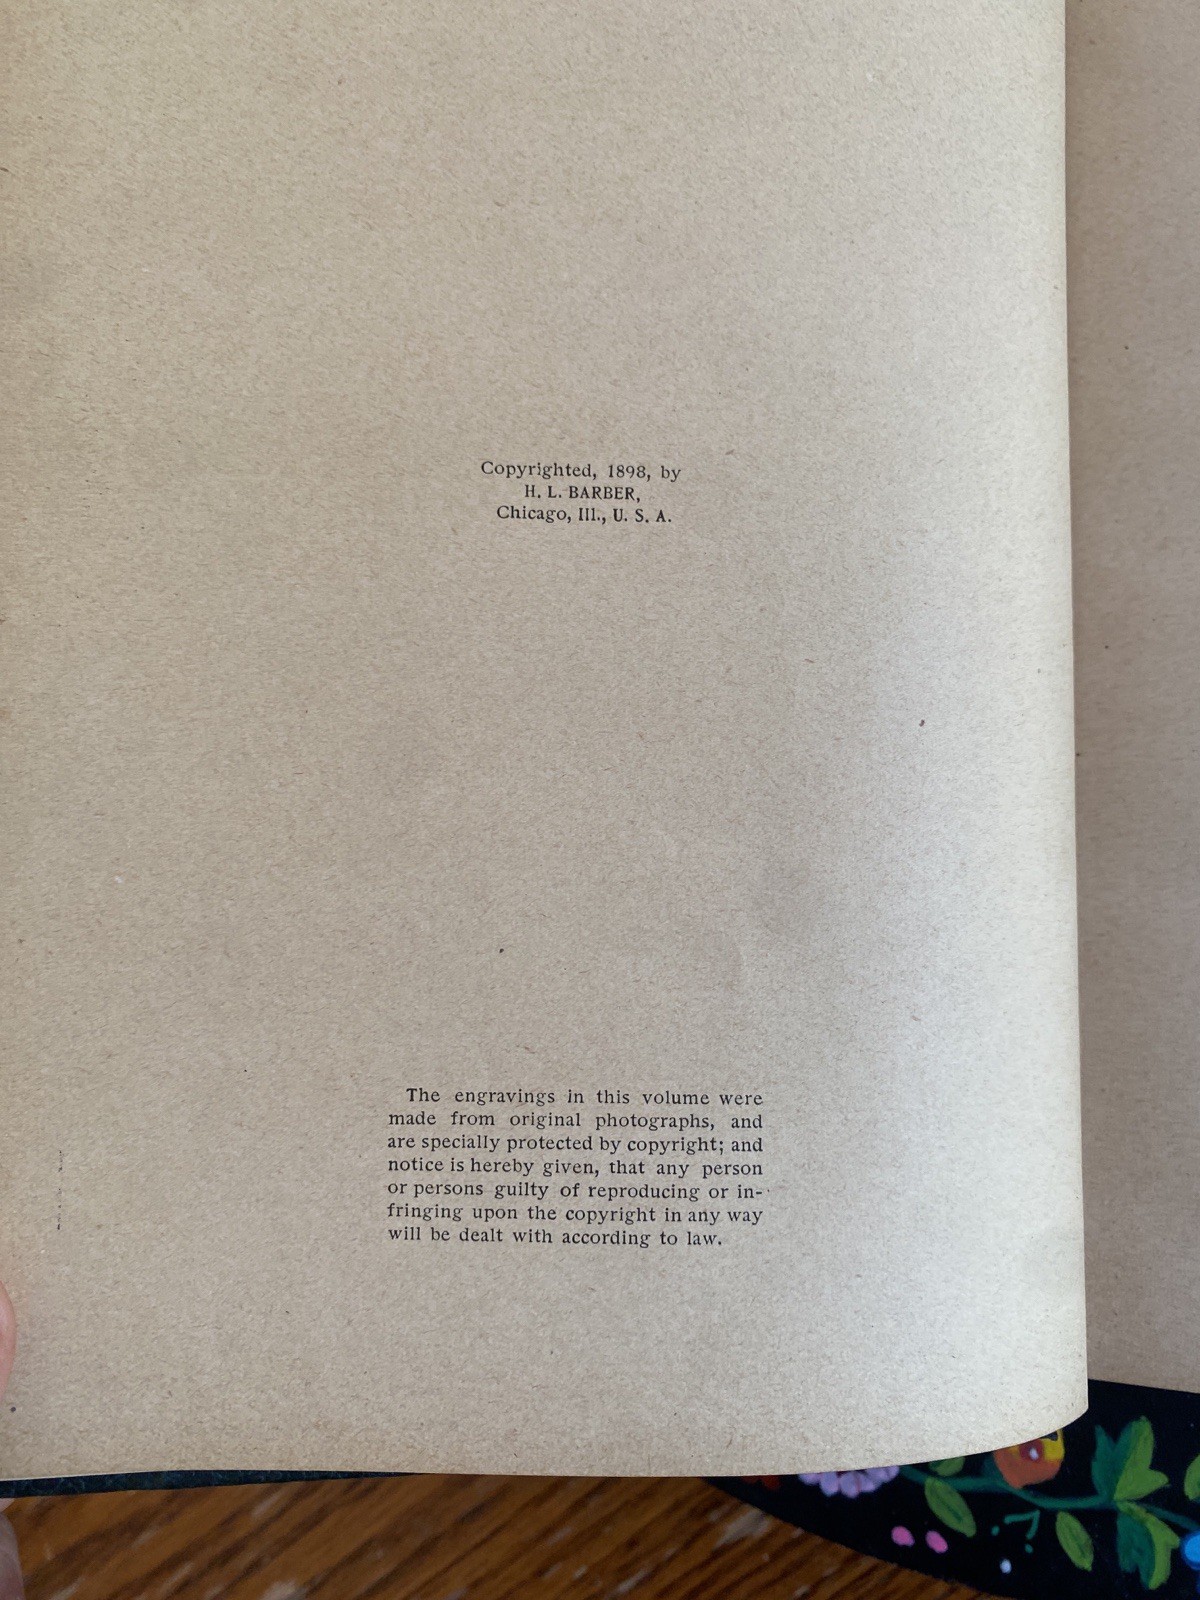 Copyrighted, 1898, by
H. L. BARBER,
Chicago, Ill., U. S. A.
The engravings in this volume were
made from original photographs, and
are specially protected by copyright; and
notice is hereby given, that any person
or persons guilty of reproducing or in-
fringing upon the copyright in any way
will be dealt with according to law.